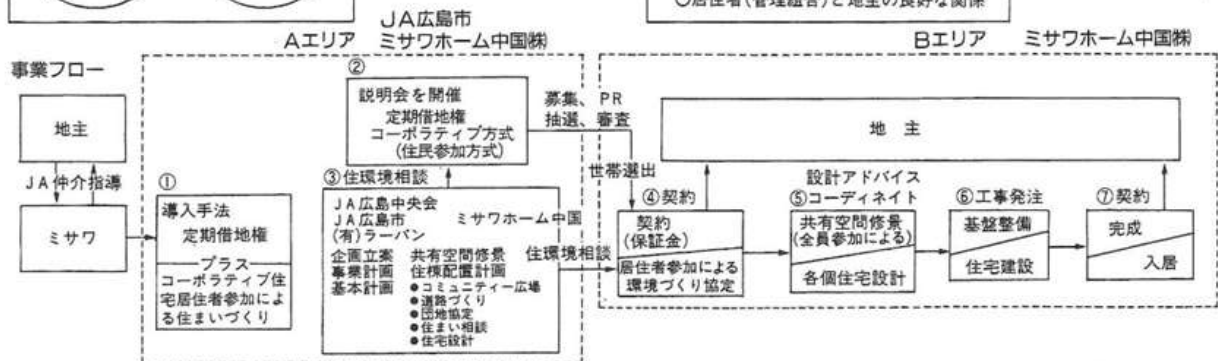 ○居住者(管理組合)と地主の良好な関係
JA広島市
Aエリア ミサワホーム中国㈱
Bエリア ミサワホーム中国㈱
事業フロー
地主
JA仲介指導
ミサワ
①
導入手法
定期借地権
プラス
コーポラティブ住
宅居住者参加によ
る住まいづくり
②
説明会を開催
定期借地権
コーポラティブ方式
(住民参加方式)
③住環境相談
JA広島中央会
JA広島市 ミサワホーム中国
(有)ラーバン
企画立案 共有空間修景
事業計画 住棟配置計画
基本計画 ●コミュニティー広場
●道路づくり
●団地協定
●住まい相談
●住宅設計
募集、PR
抽選、審査
世帯選出
住環境相談
地 主
④契約
契約
(保証金)
居住者参加による
環境づくり協定
設計アドバイス
⑤コーディネイト
共有空間修景
(全員参加による)
各個住宅設計
⑥工事発注
基盤整備
住宅建設
⑦契約
完成
入居